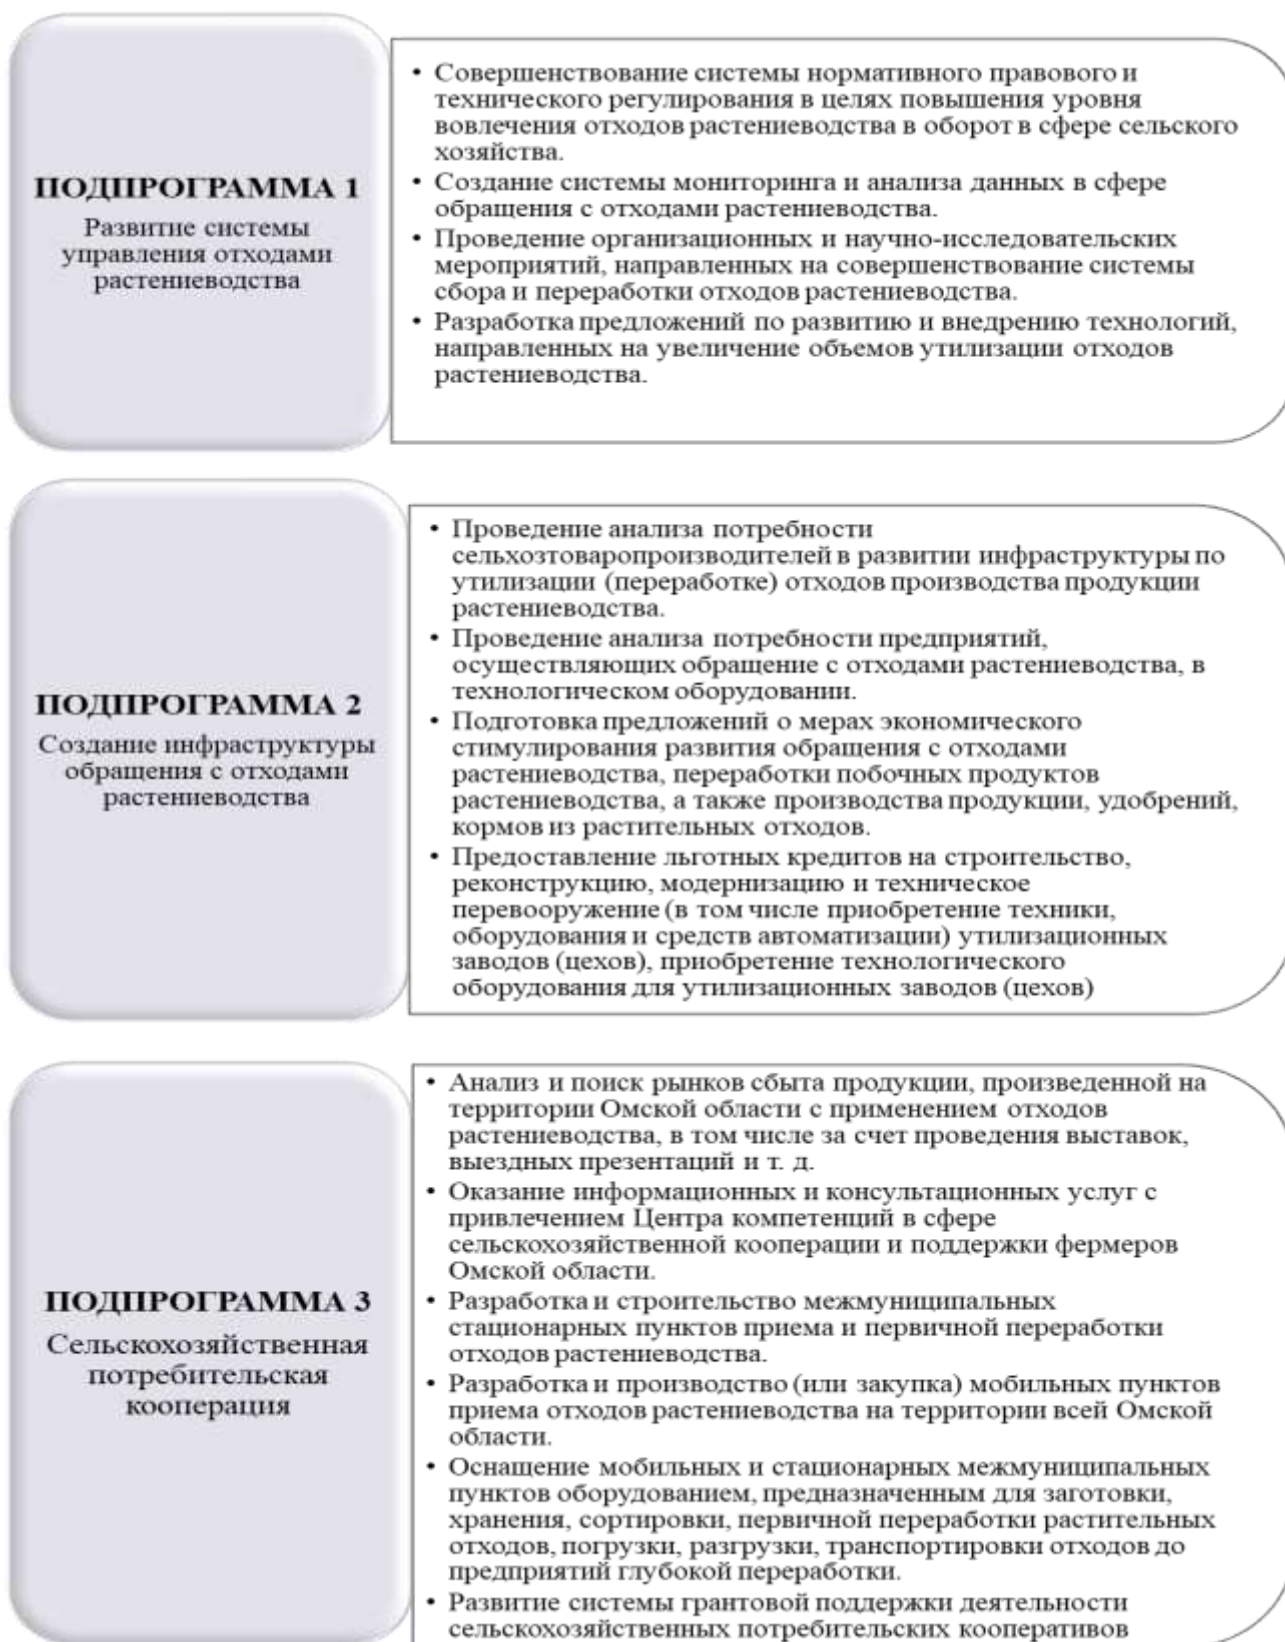 ПОДПРОГРАММА 1
Развитие системы
управления отходами
растениеводства
• Совершенствование системы нормативного правового и
технического регулирования в целях повышения уровня
вовлечения отходов растениеводства в оборот в сфере сельского
хозяйства.
• Создание системы мониторинга и анализа данных в сфере
обращения с отходами растениеводства.
• Проведение организационных и научно-исследовательских
мероприятий, направленных на совершенствование системы
сбора и переработки отходов растениеводства.
• Разработка предложений по развитию и внедрению технологий,
направленных на увеличение объемов утилизации отходов
растениеводства.
ПОДПРОГРАММА 2
Создание инфраструктуры
обращения с отходами
растениеводства
• Проведение анализа потребности
сельхозтоваропроизводителей в развитии инфраструктуры по
утилизации (переработке) отходов производства продукции
растениеводства.
• Проведение анализа потребности предприятий,
осуществляющих обращение с отходами растениеводства, в
технологическом оборудовании.
• Подготовка предложений о мерах экономического
стимулирования развития обращения с отходами
растениеводства, переработки побочных продуктов
растениеводства, а также производства продукции, удобрений,
кормов из растительных отходов.
• Предоставление льготных кредитов на строительство,
реконструкцию, модернизацию и техническое
перевооружение (в том числе приобретение техники,
оборудования и средств автоматизации) утилизационных
заводов (цехов), приобретение технологического
оборудования для утилизационных заводов (цехов)
ПОДПРОГРАММА 3
Сельскохозяйственная
потребительская
кооперация
• Анализ и поиск рынков сбыта продукции, произведенной на
территории Омской области с применением отходов
растениеводства, в том числе за счет проведения выставок,
выездных презентаций и т. д.
• Оказание информационных и консультационных услуг с
привлечением Центра компетенций в сфере
сельскохозяйственной кооперации и поддержки фермеров
Омской области.
• Разработка и строительство межмуниципальных
стационарных пунктов приема и первичной переработки
отходов растениеводства.
• Разработка и производство (или закупка) мобильных пунктов
приема отходов растениеводства на территории всей Омской
области.
• Оснащение мобильных и стационарных межмуниципальных
пунктов оборудованием, предназначенным для заготовки,
хранения, сортировки, первичной переработки растительных
отходов, погрузки, разгрузки, транспортировки отходов до
предприятий глубокой переработки.
• Развитие системы грантовой поддержки деятельности
сельскохозяйственных потребительских кооперативов